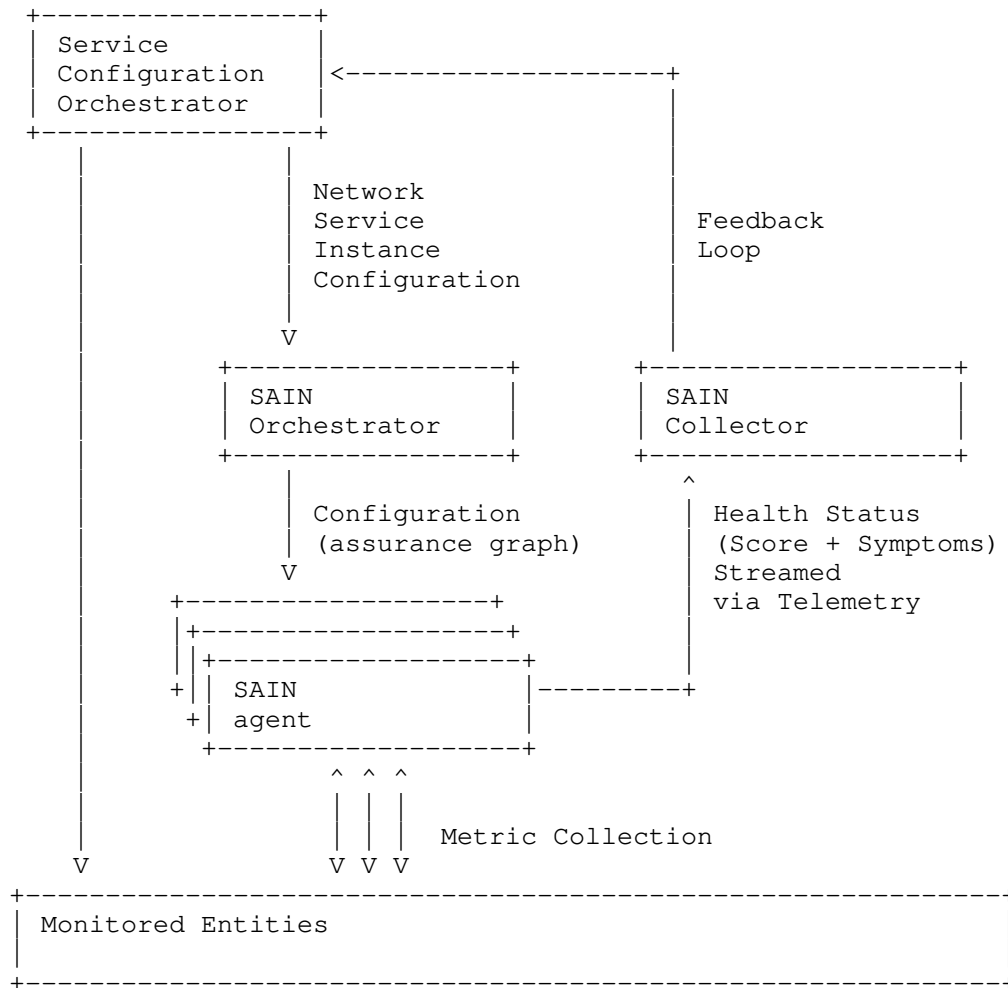 Service
Configuration
Orchestrator
Network
Service
Instance
Configuration
Feedback
Loop
SAIN
Orchestrator
SAIN
Collector
Configuration
(assurance graph)
Health Status
(Score + Symptoms)
Streamed
via Telemetry
SAIN
agent
Metric Collection
Monitored Entities